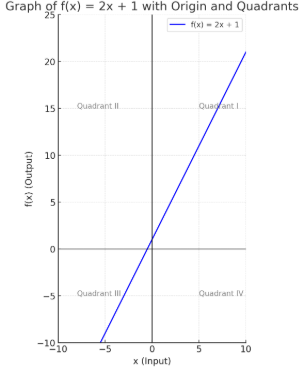 Graph of f(x) = 2x + 1 with Origin and Quadrants
25
f(x) = 2x + 1
20
15
Quadrant II
Quadrant I
10
f(x) (Output)
5
0
−5
Quadrant III
Quadrant IV
−10
−10
−5
0
5
10
x (Input)